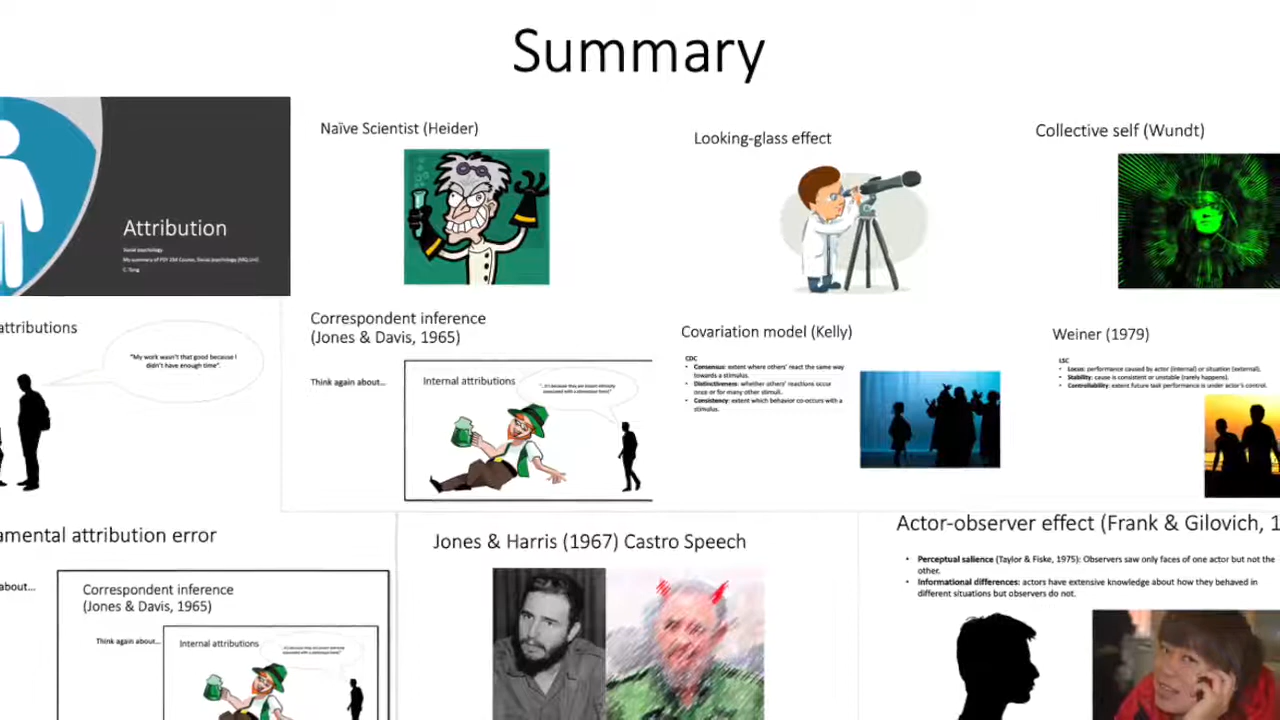 Summary
Attribution
Social psychology
C. Tang
Naïve Scientist (Heider)
Looking-glass effect
Collective self (Wundt)
attributions
"My work wasn't that good because I
didn't have enough time".
Correspondent inference
(Jones & Davis, 1965)
Think again about...
Internal attributions
Covariation model (Kelly)
CDC
• Consensus: extent where others' react the same way
towards a stimulus.
• Distinctiveness: whether others' reactions occur
once or for many other stimuli.
• Consistency: extent which behavior co-occurs with a
stimulus.
Weiner (1979)
LSC
• Locus: performance caused by actor (internal) or situation (external).
• Stability: cause is consistent or unstable (rarely happens).
• Controllability: extent future task performance is under actor's control.
amental attribution error
about...
Correspondent inference
(Jones & Davis, 1965)
Think again about...
Internal attributions
Jones & Harris (1967) Castro Speech
Actor-observer effect (Frank & Gilovich, 1
• Perceptual salience (Taylor & Fiske, 1975): Observers saw only faces of one actor but not the
other.
• Informational differences: actors have extensive knowledge about how they behaved in
different situations but observers do not.